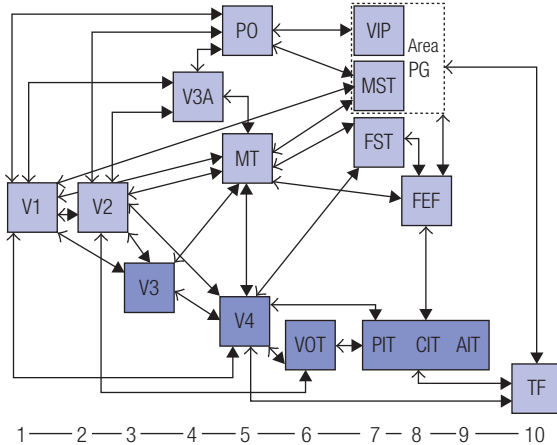 PO
VIP
Area
PG
MST
V3A
FST
MT
V1
V2
FEF
V3
V4
VOT
PIT CIT AIT
TF
1 2 3 4 5 6 7 8 9 10